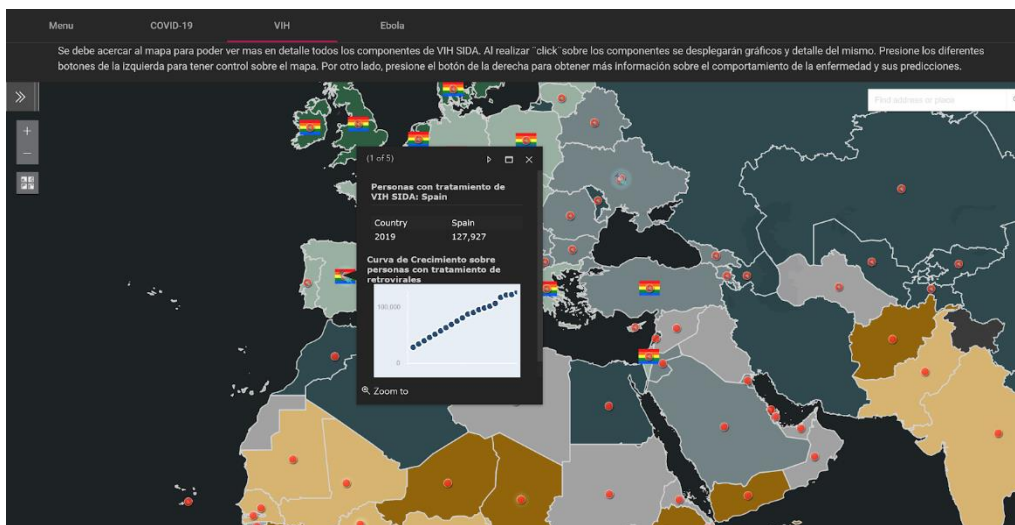 Menu COVID-19 VIH Ebola
Se debe acercar al mapa para poder ver mas en detalle todos los componentes de VIH SIDA. Al realizar ¨click¨sobre los componentes se desplegarán gráficos y detalle del mismo. Presione los diferentes
botones de la izquierda para tener control sobre el mapa. Por otro lado, presione el botón de la derecha para obtener más información sobre el comportamiento de la enfermedad y sus predicciones.
Find address or place
(1 of 5)
Personas con tratamiento de
VIH SIDA: Spain
Country Spain
2019 127,927
Curva de Crecimiento sobre
personas con tratamiento de
retrovirales
100,000
0
Zoom to